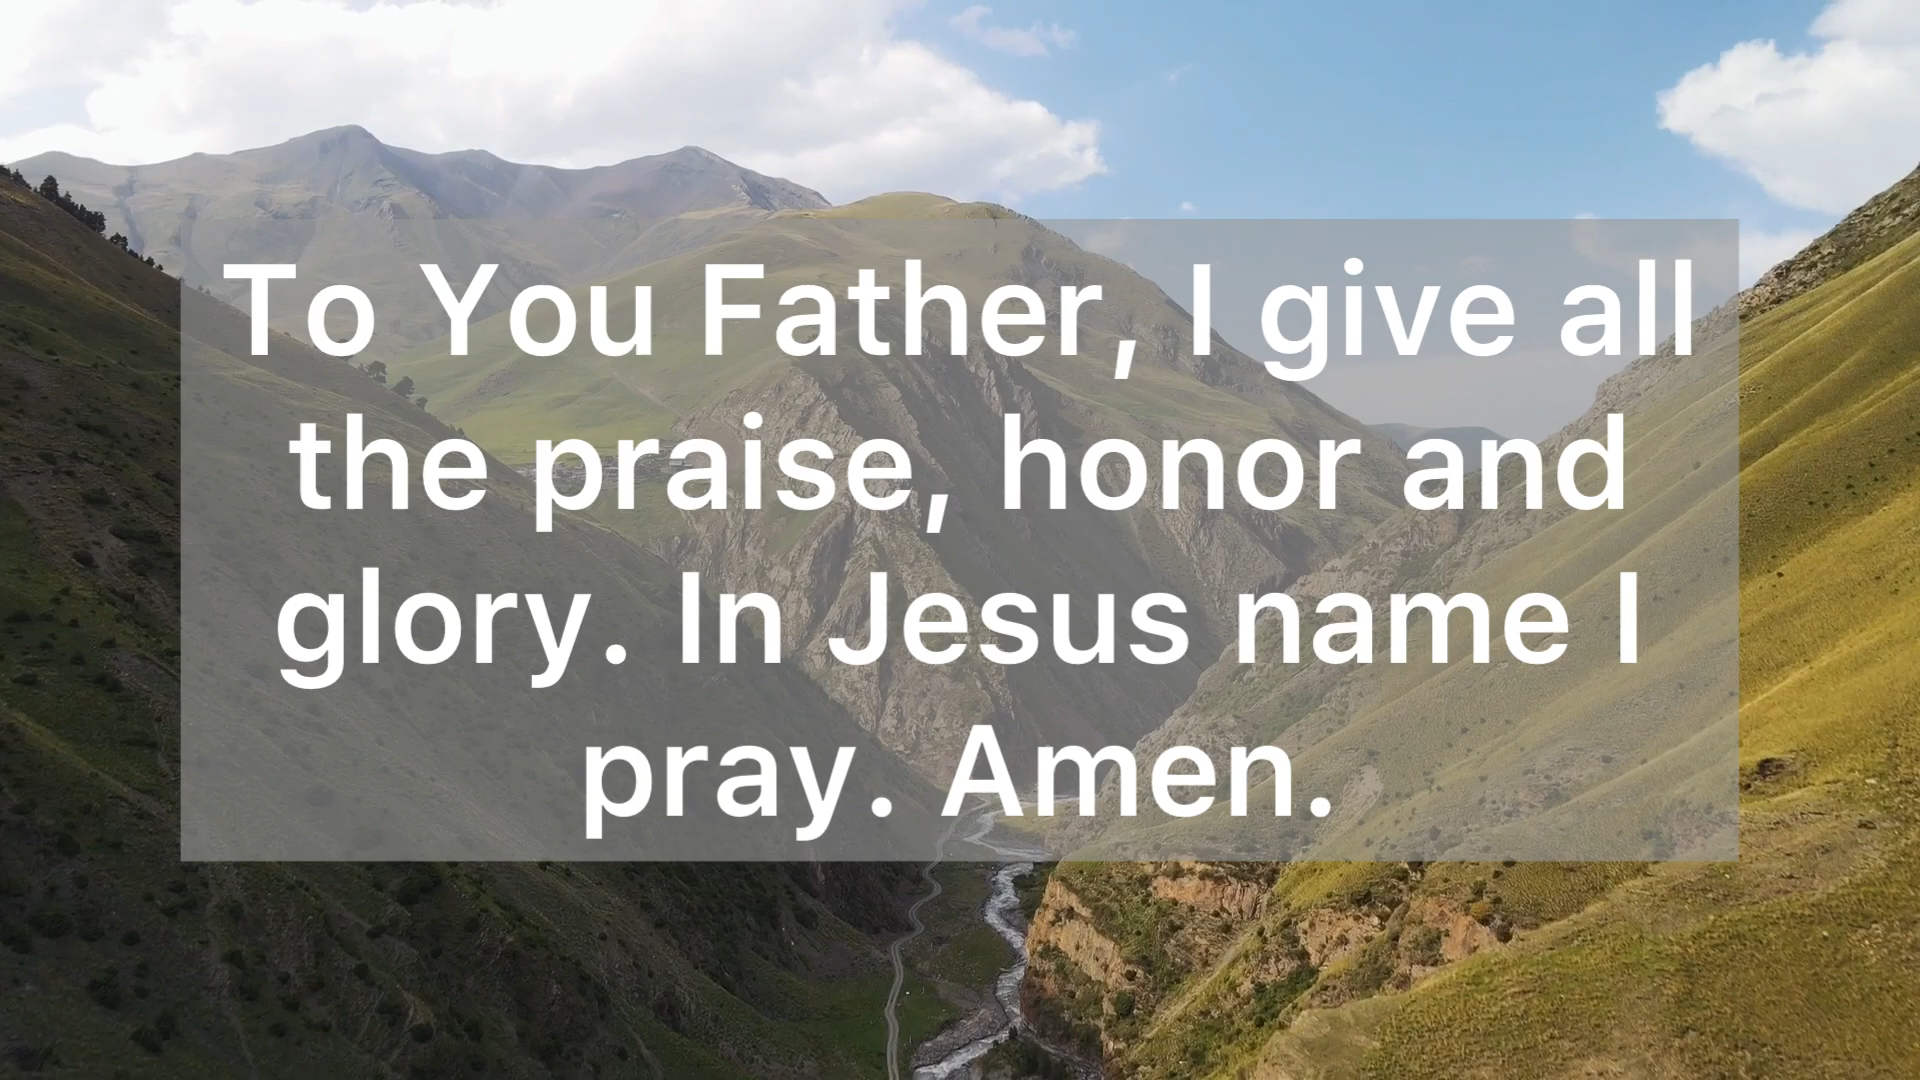 To You Father, I give all
the praise, honor and
glory. In Jesus name I
pray. Amen.